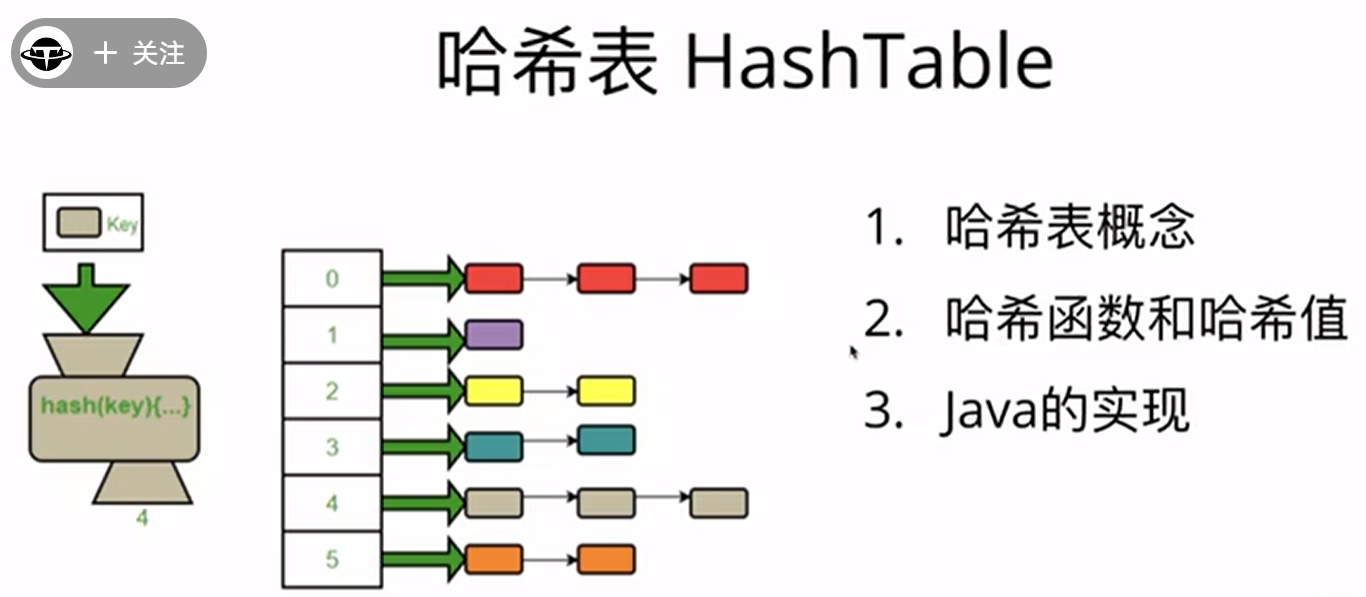 + 关注
哈希表 HashTable
Key
hash(key){...}
4
0
1
2
3
4
5
1. 哈希表概念
2. 哈希函数和哈希值
3. Java的实现